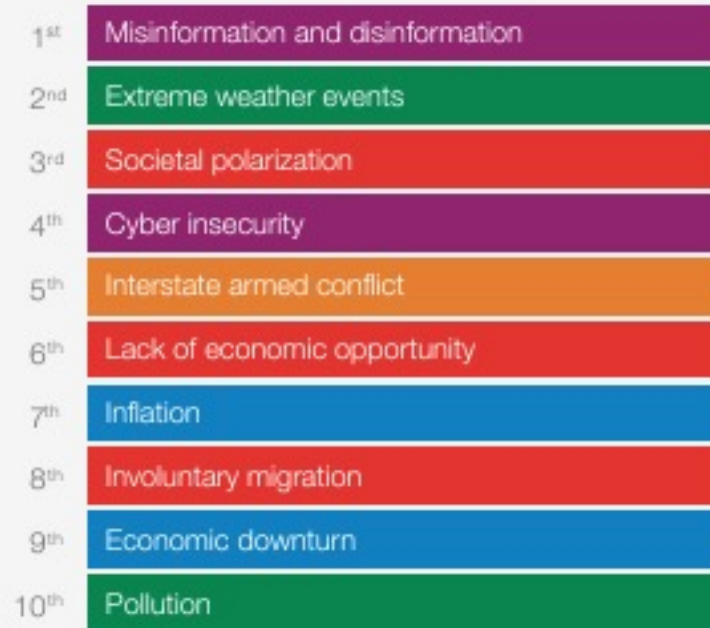 1st Misinformation and disinformation
2nd Extreme weather events
3rd Societal polarization
4th Cyber insecurity
5th Interstate armed conflict
6th Lack of economic opportunity
7th Inflation
8th Involuntary migration
9th Economic downturn
10th Pollution